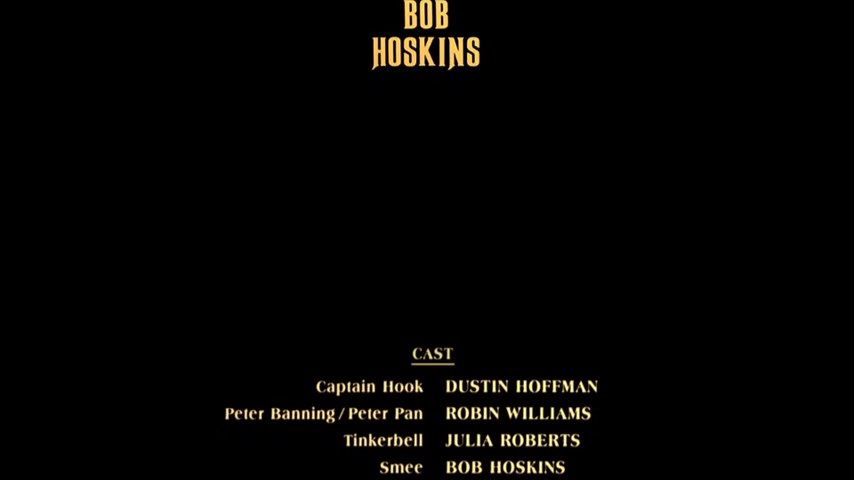 BOB
HOSKINS
CAST
Captain Hook DUSTIN HOFFMAN
Peter Banning / Peter Pan ROBIN WILLIAMS
Tinkerbell JULIA ROBERTS
Smee BOB HOSKINS